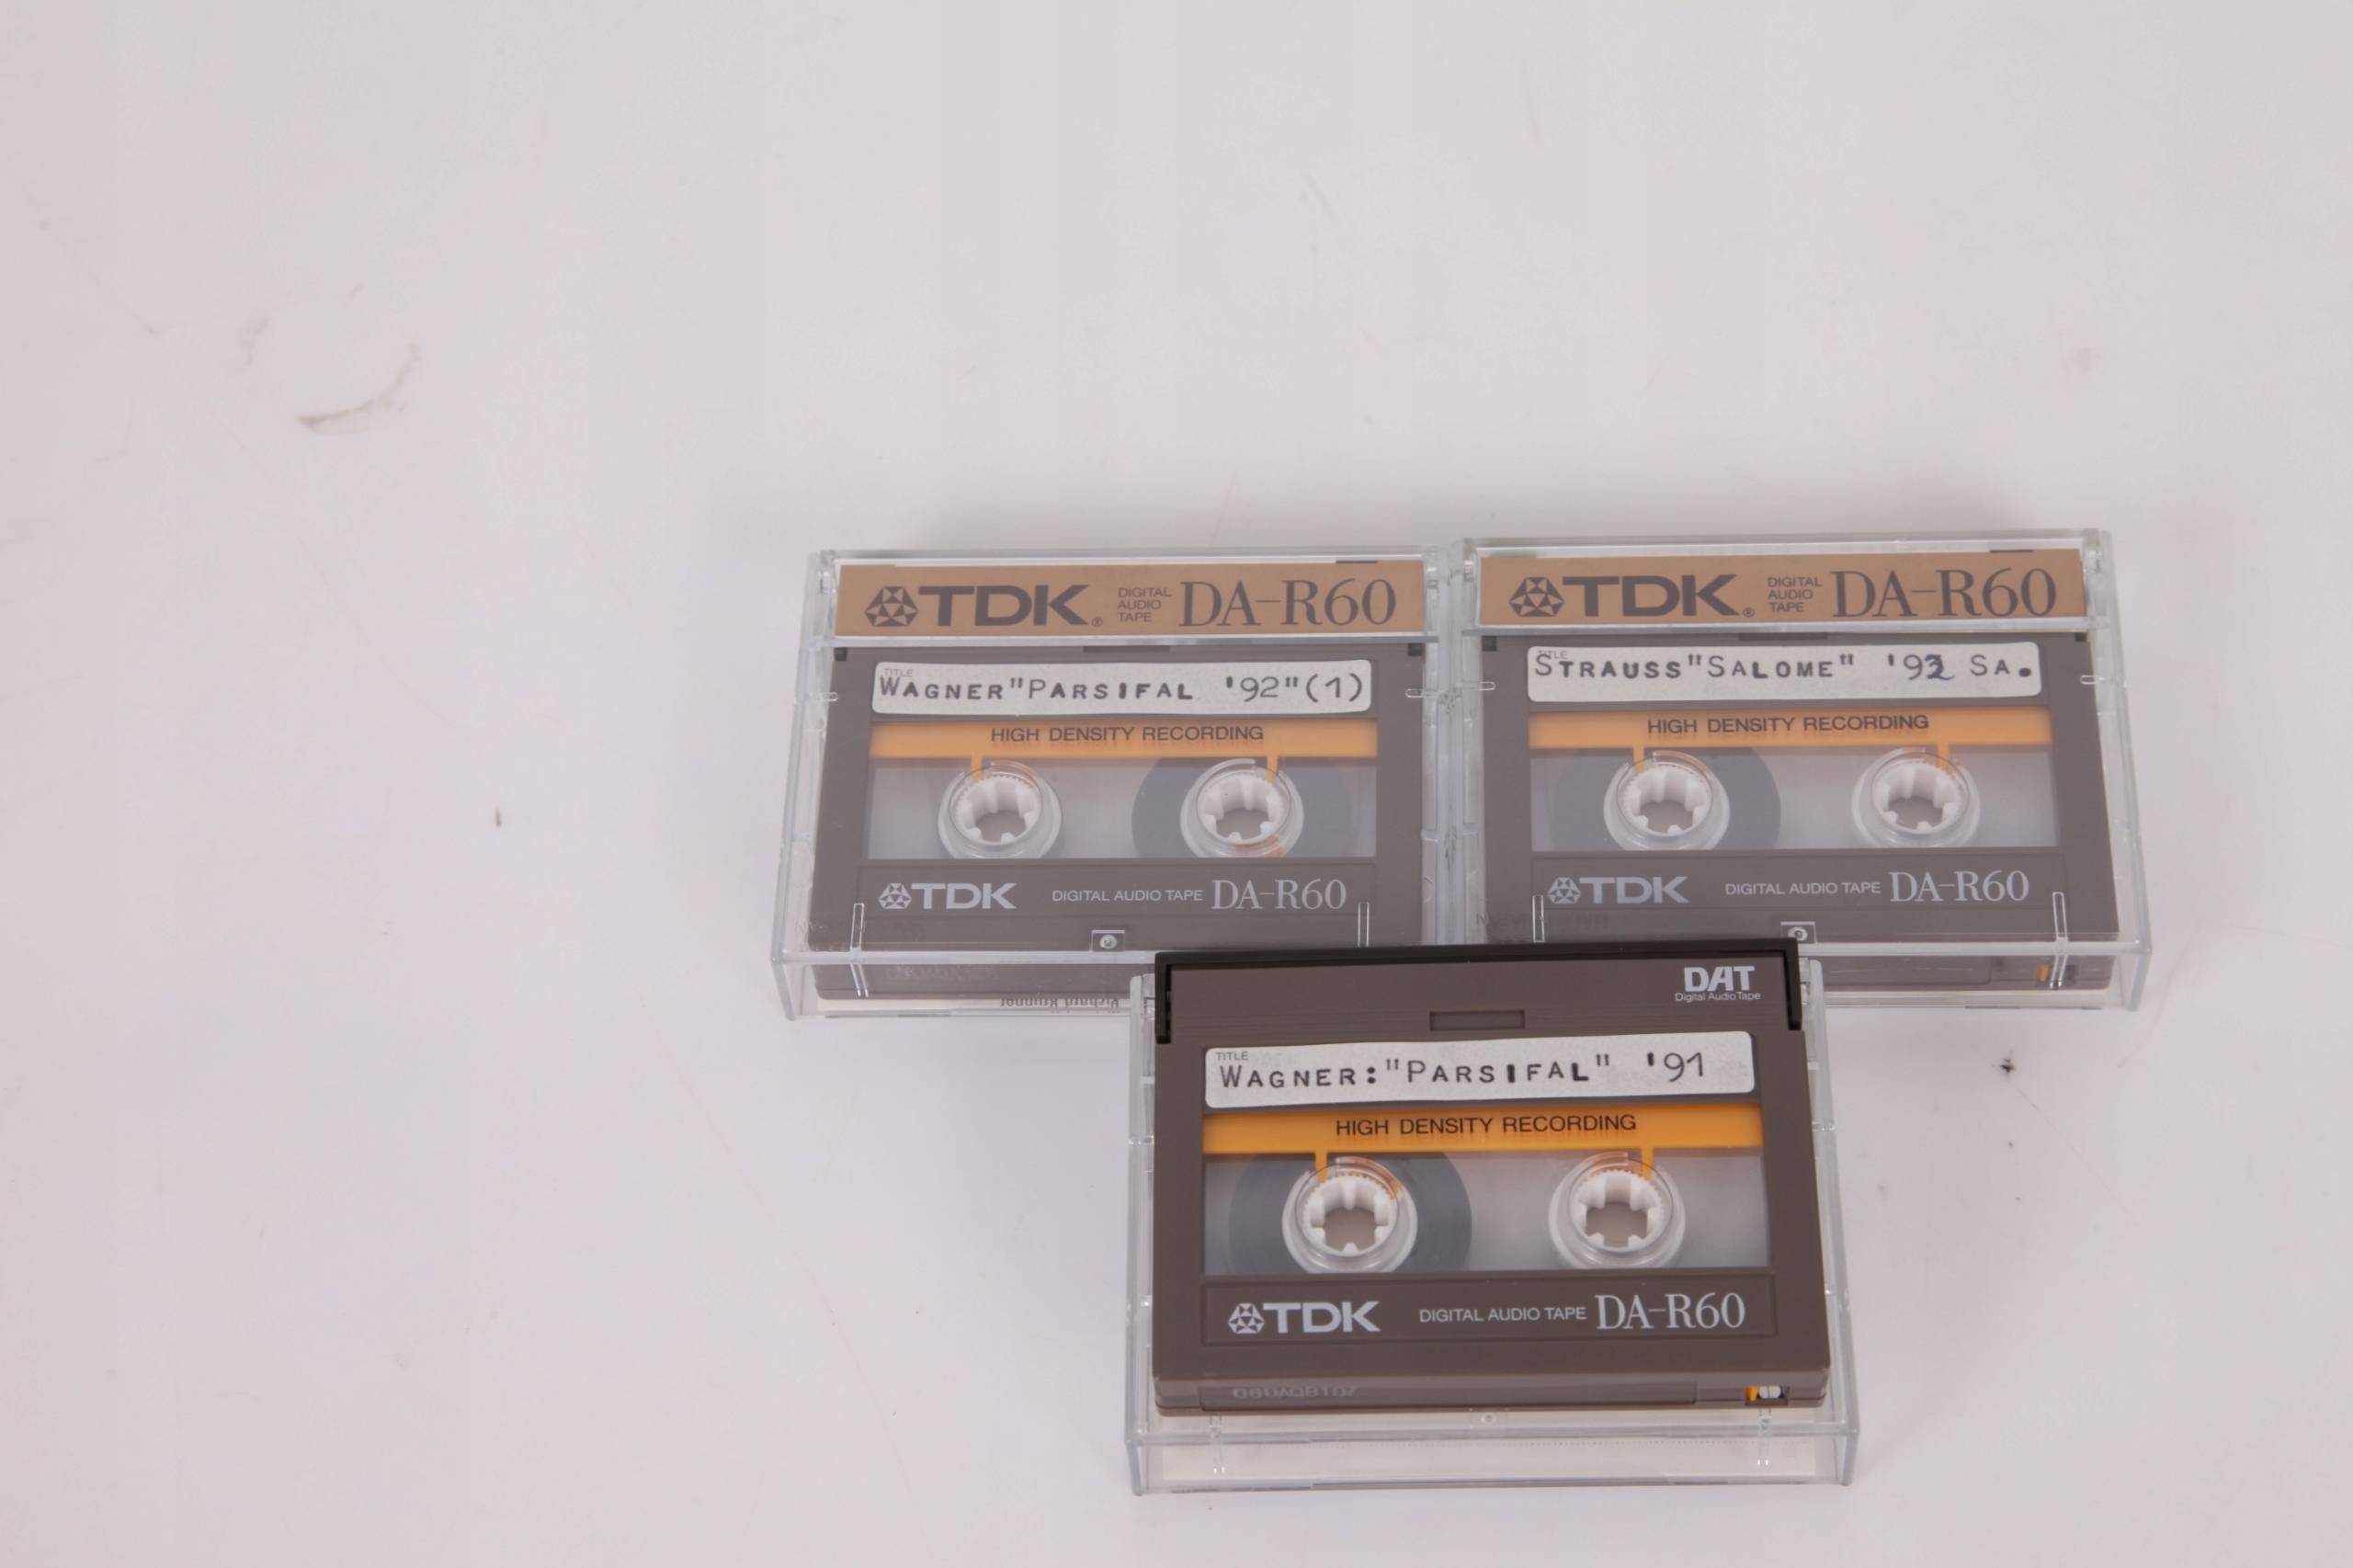 TDK® DIGITAL AUDIO TAPE DA-R60
TITLE
WAGNER"PARSIFAL '92"(1)
HIGH DENSITY RECORDING
TDK DIGITAL AUDIO TAPE DA-R60
TDK® DIGITAL AUDIO TAPE DA-R60
TITLE
STRAUSS"SALOME" '92 SA.
HIGH DENSITY RECORDING
TDK DIGITAL AUDIO TAPE DA-R60
DAT
Digital Audio Tape
TITLE
WAGNER:"PARSIFAL" '91
HIGH DENSITY RECORDING
TDK DIGITAL AUDIO TAPE DA-R60